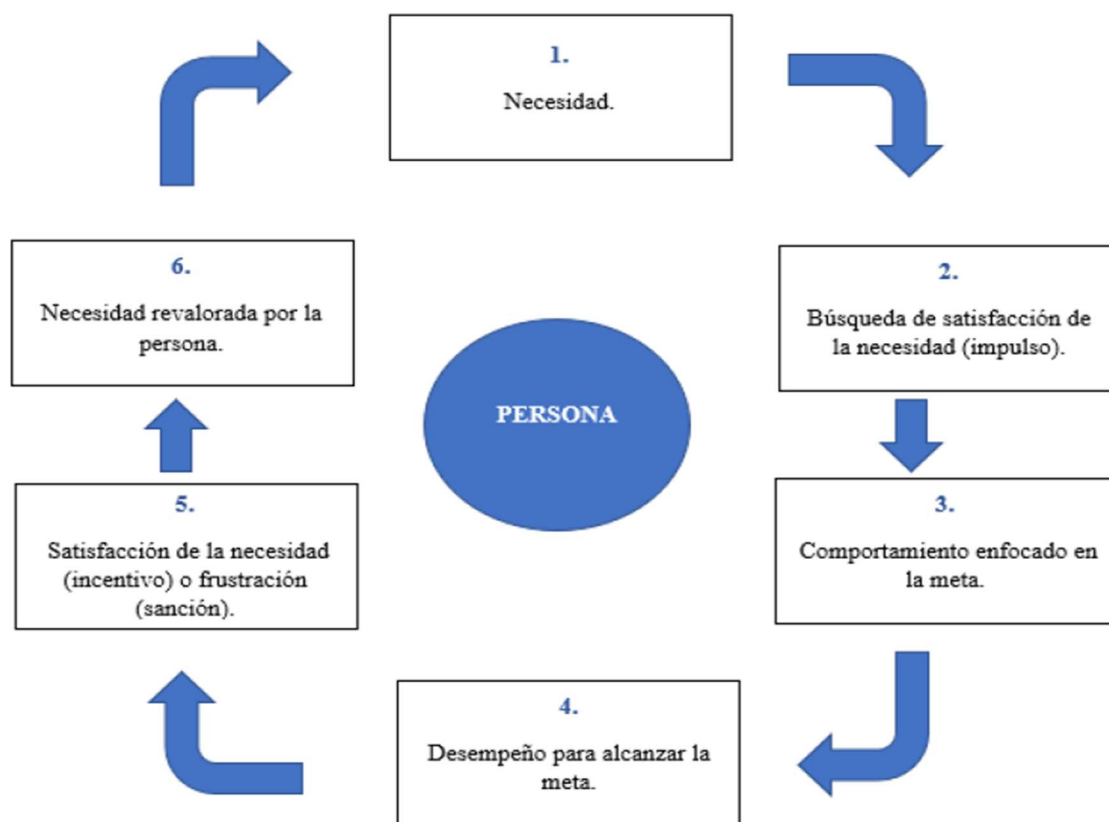 1.
Necesidad.
2.
Búsqueda de satisfacción de
la necesidad (impulso).
3.
Comportamiento enfocado en
la meta.
4.
Desempeño para alcanzar la
meta.
5.
Satisfacción de la necesidad
(incentivo) o frustración
(sanción).
6.
Necesidad revalorada por la
persona.
PERSONA